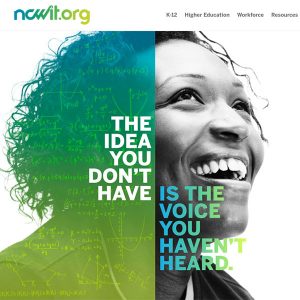 ncwit.org
K-12 Higher Education Workforce Resources
THE
IDEA
YOU
DON'T
HAVE
IS THE
VOICE
YOU
HAVEN'T
HEARD.